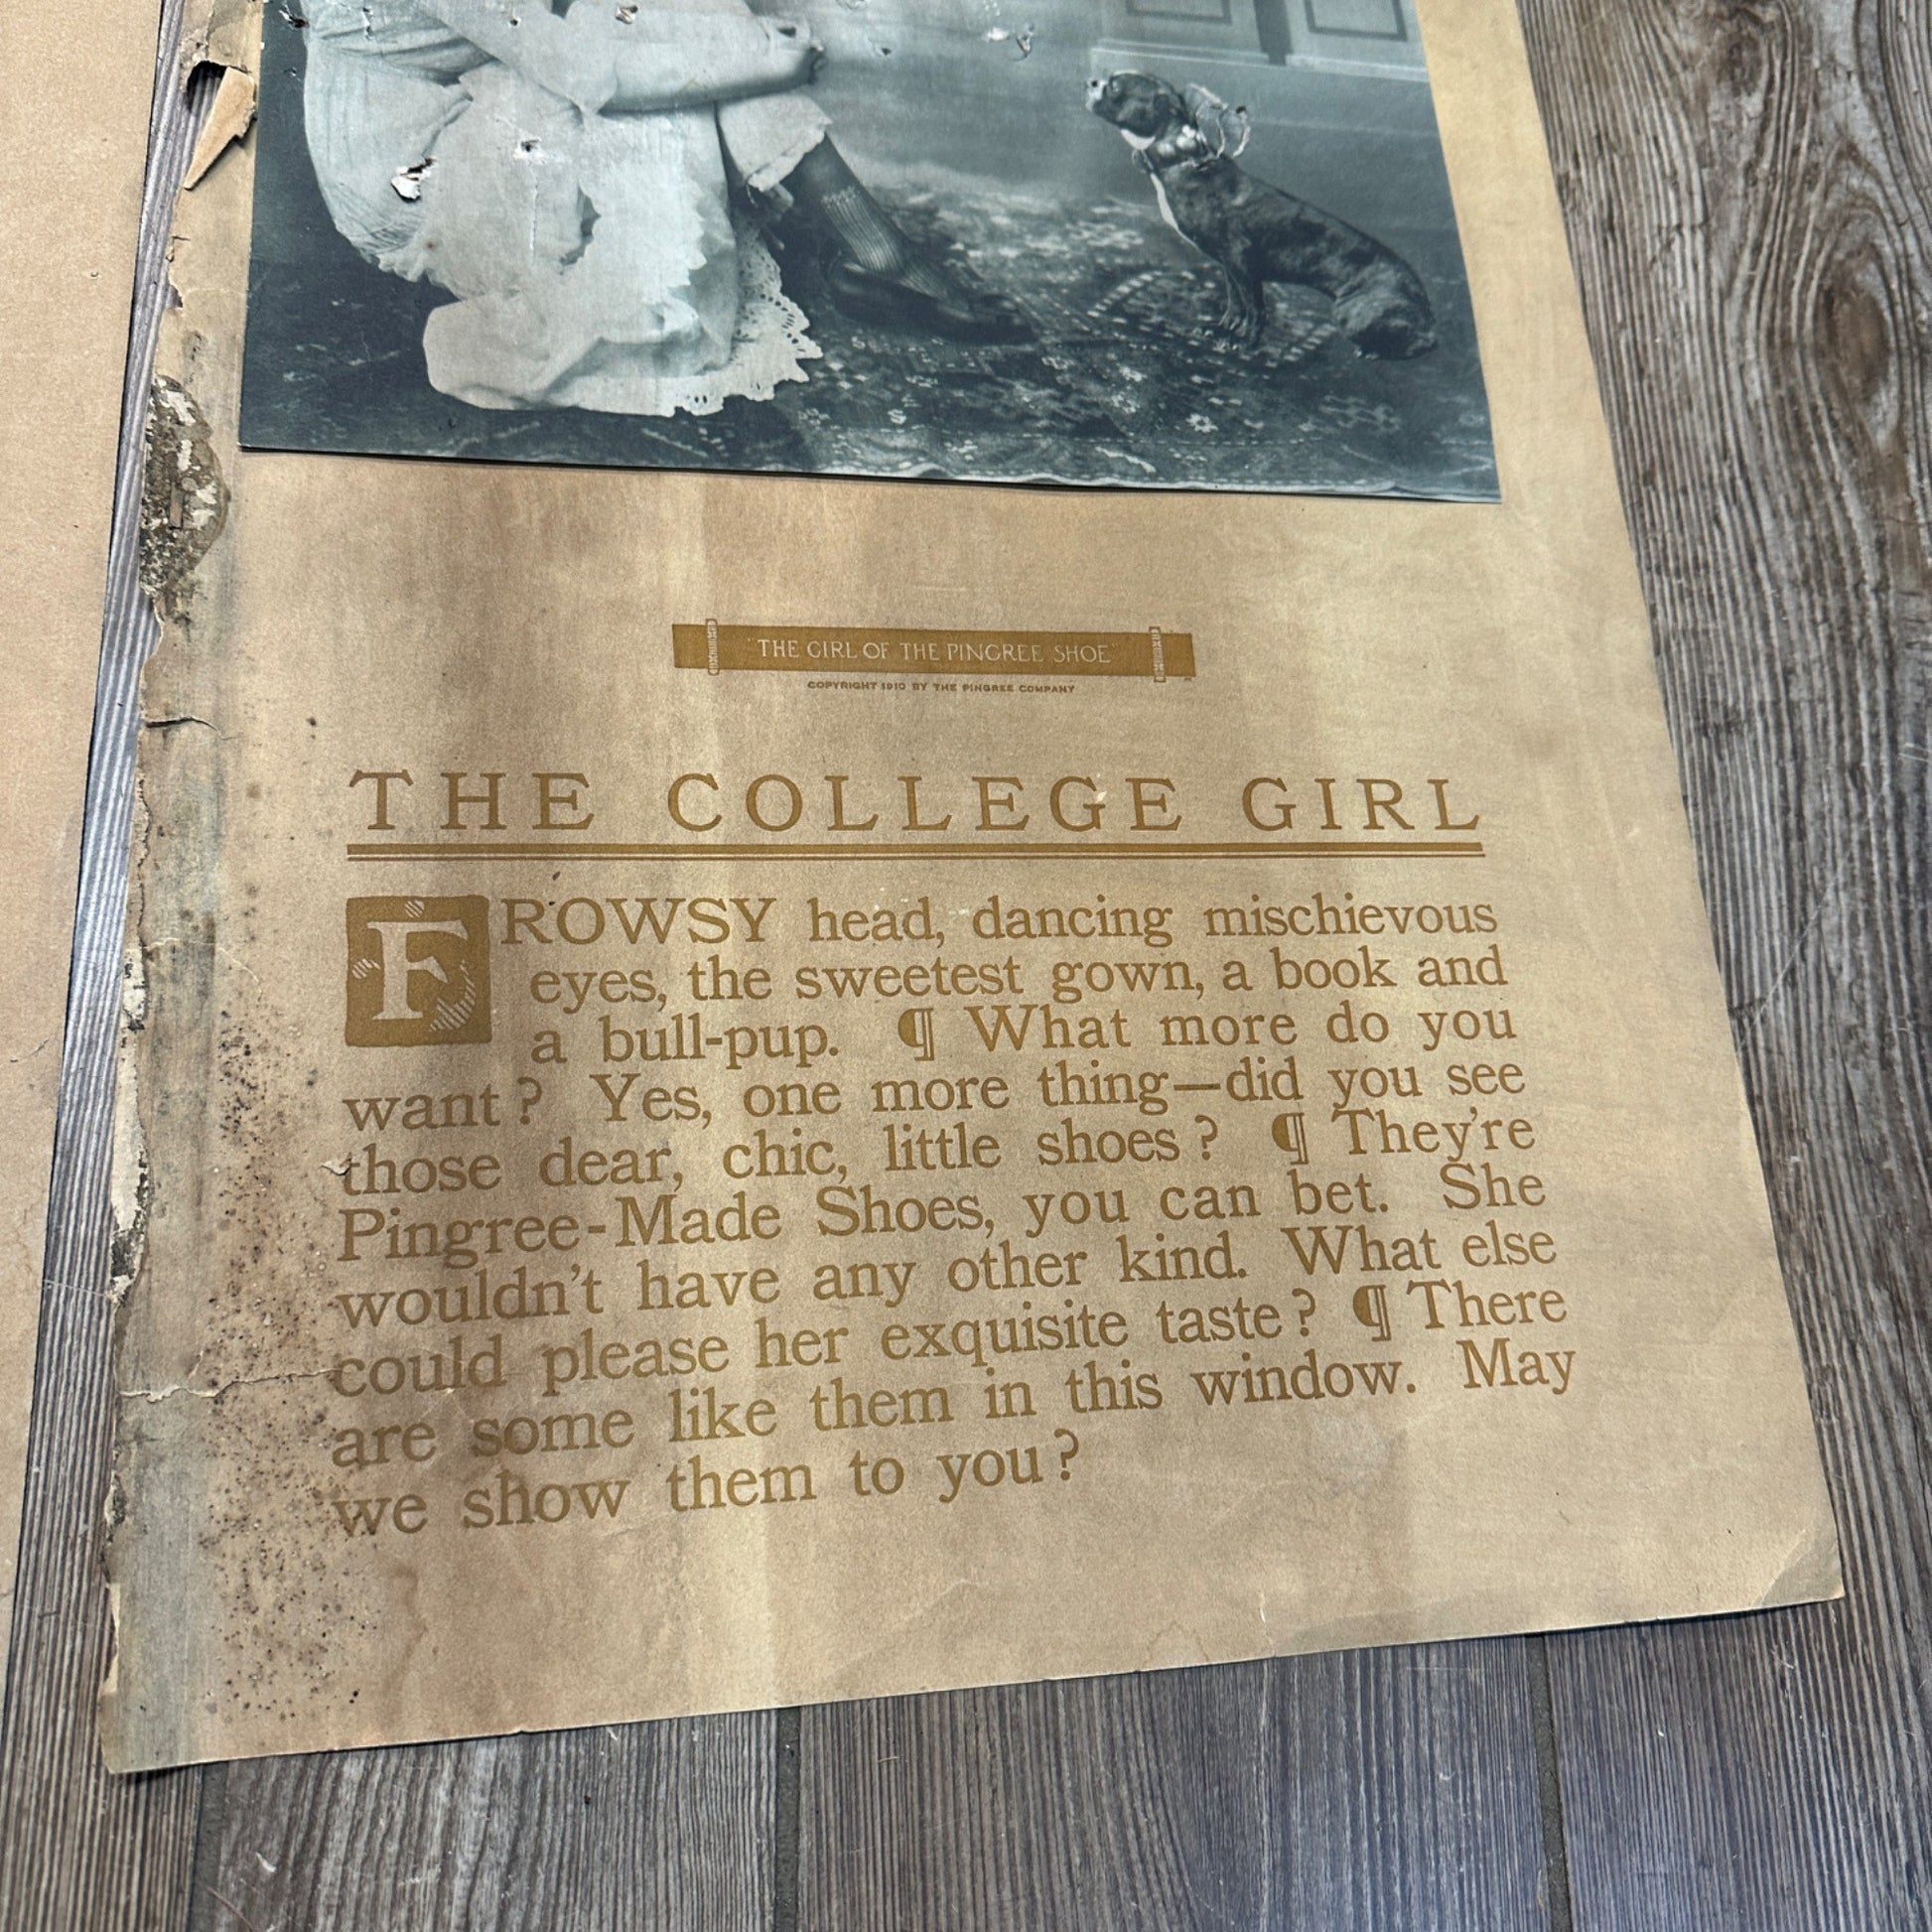 "THE GIRL OF THE PINGREE SHOE"
COPYRIGHT 1910 BY THE PINGREE COMPANY
THE COLLEGE GIRL
FROWSY head, dancing mischievous
eyes, the sweetest gown, a book and
a bull-pup. ¶ What more do you
want? Yes, one more thing—did you see
those dear, chic, little shoes? ¶ They're
Pingree-Made Shoes, you can bet. She
wouldn't have any other kind. What else
could please her exquisite taste? ¶ There
are some like them in this window. May
we show them to you?